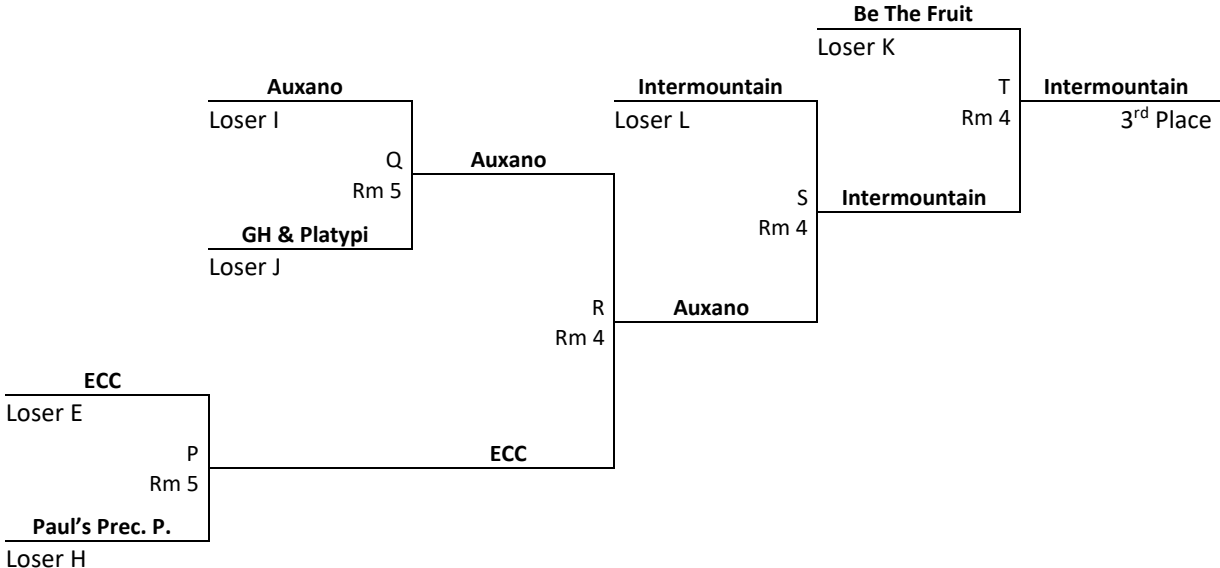 Be The Fruit
Loser K
Auxano
Intermountain
T
Intermountain
Loser I
Loser L
Rm 4
3rd Place
Q
Auxano
Rm 5
S
Intermountain
Rm 4
GH & Platypi
Loser J
R
Auxano
Rm 4
ECC
Loser E
P
ECC
Rm 5
Paul’s Prec. P.
Loser H